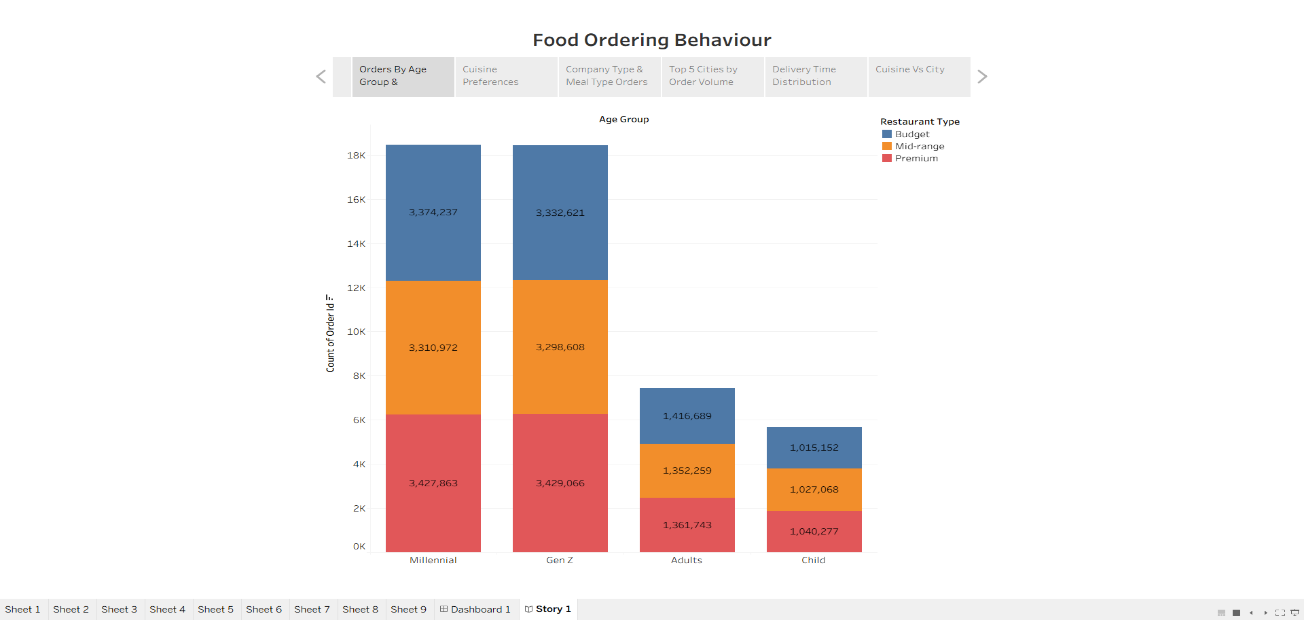 Food Ordering Behaviour
Orders By Age
Group &
Cuisine
Preferences
Company Type &
Meal Type Orders
Top 5 Cities by
Order Volume
Delivery Time
Distribution
Cuisine Vs City
Age Group
Restaurant Type
Budget
Mid-range
Premium
Count of Order Id
18K
16K
14K
12K
10K
8K
6K
4K
2K
0K
3,374,237
3,332,621
3,310,972
3,298,608
1,416,689
1,015,152
1,352,259
1,027,068
3,427,863
3,429,066
1,361,743
1,040,277
Millennial
Gen Z
Adults
Child
Sheet 1
Sheet 2
Sheet 3
Sheet 4
Sheet 5
Sheet 6
Sheet 7
Sheet 8
Sheet 9
Dashboard 1
Story 1